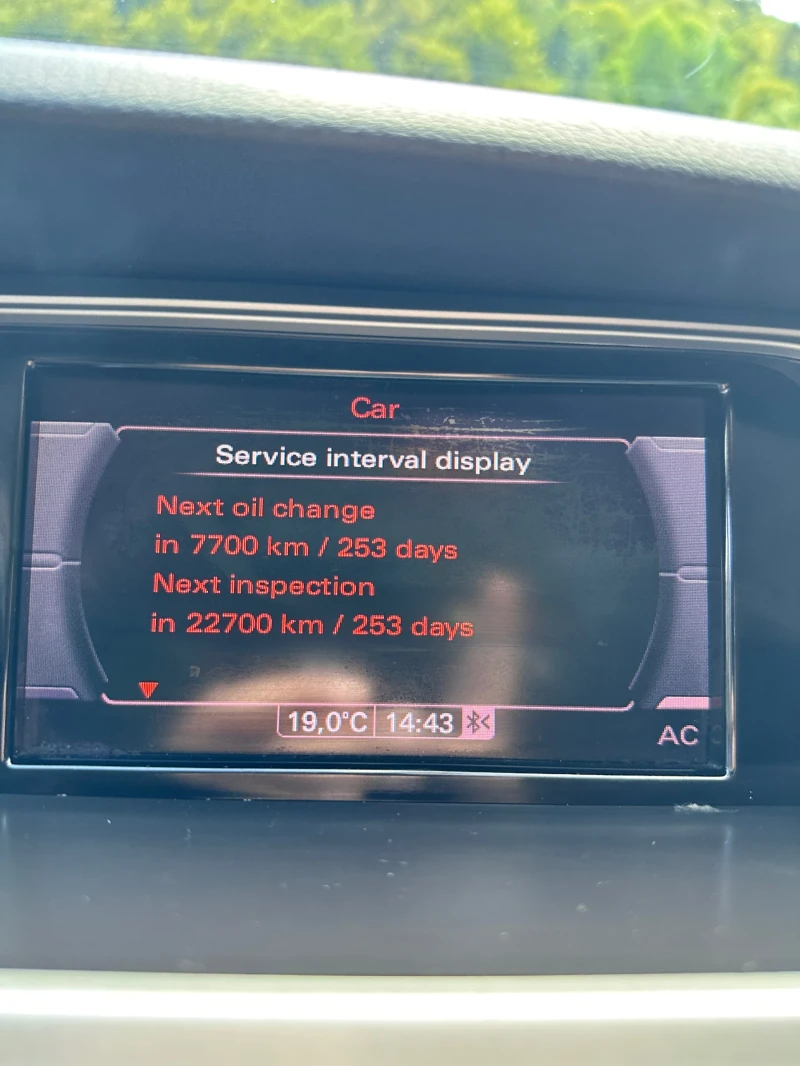 Car
Service interval display
Next oil change
in 7700 km / 253 days
Next inspection
in 22700 km / 253 days
19,0°C 14:43
AC